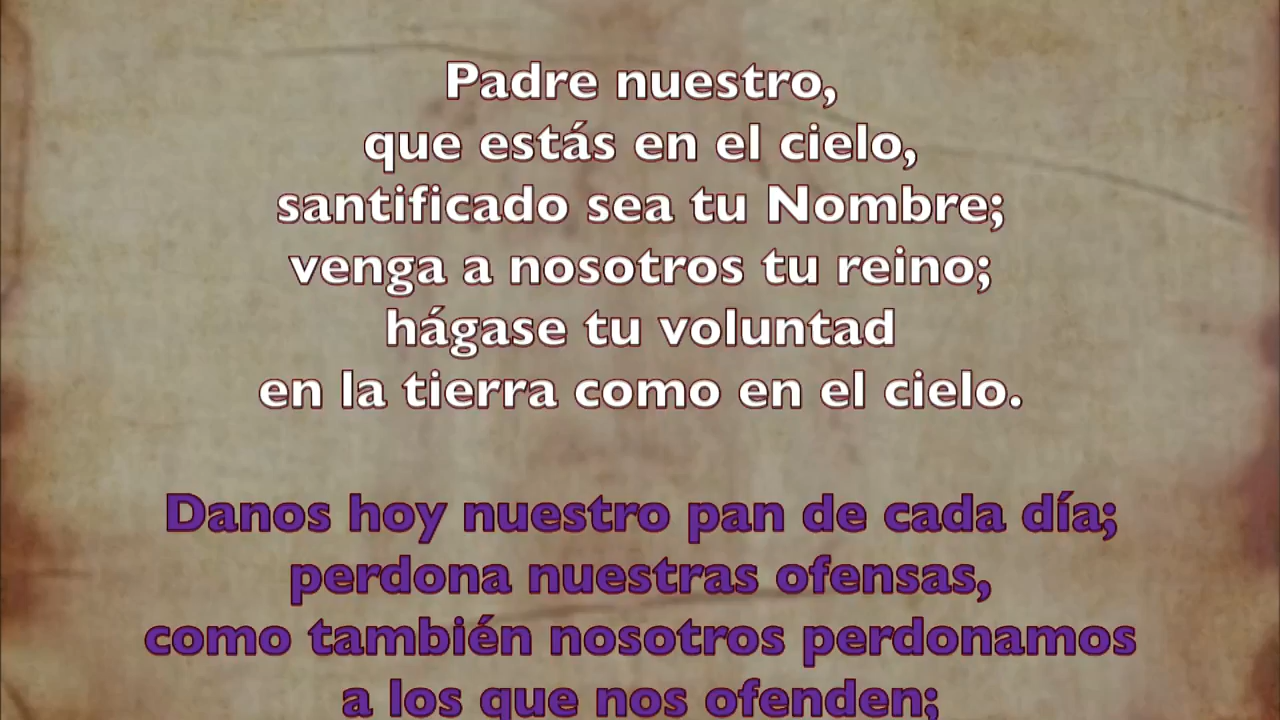 Padre nuestro,
que estás en el cielo,
santificado sea tu Nombre;
venga a nosotros tu reino;
hágase tu voluntad
en la tierra como en el cielo.
Danos hoy nuestro pan de cada día;
perdona nuestras ofensas,
como también nosotros perdonamos
a los que nos ofenden;